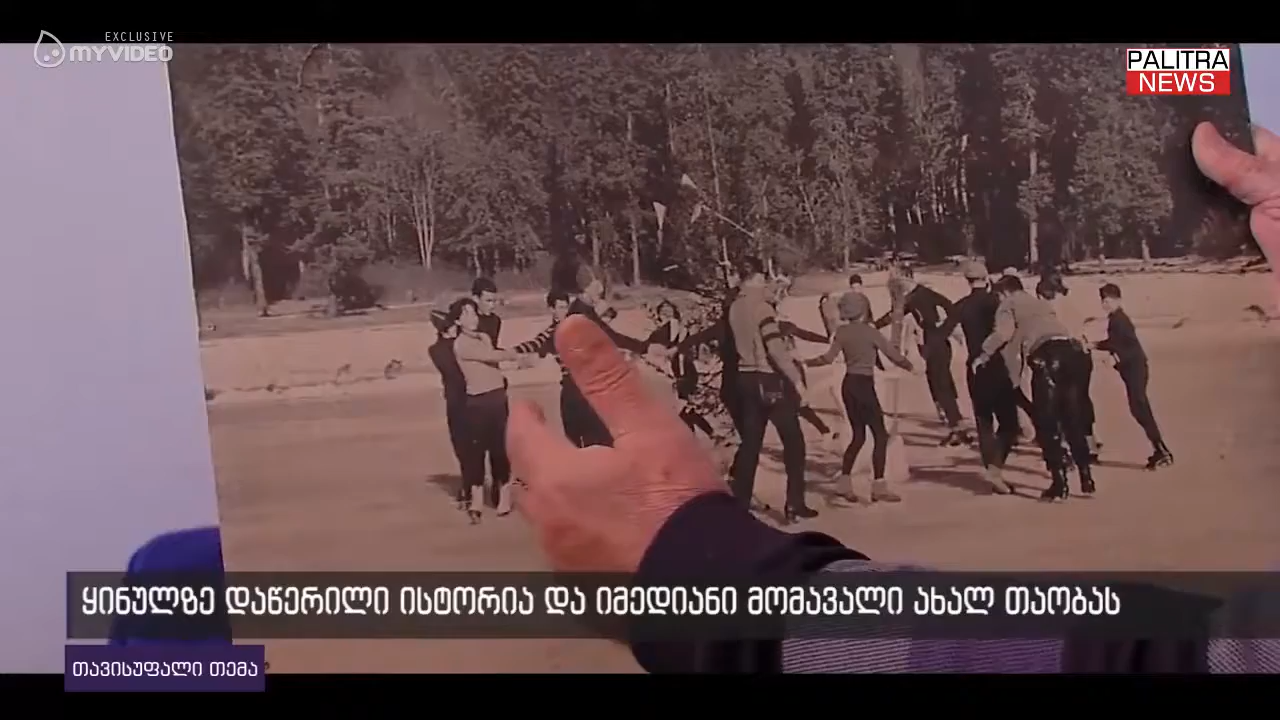 EXCLUSIVE
MYVIDEO
PALITRA
NEWS
ყინულზე დაწერილი ისტორია და იმედიანი მომავალი ახალ თაობას
თავისუფალი თემა